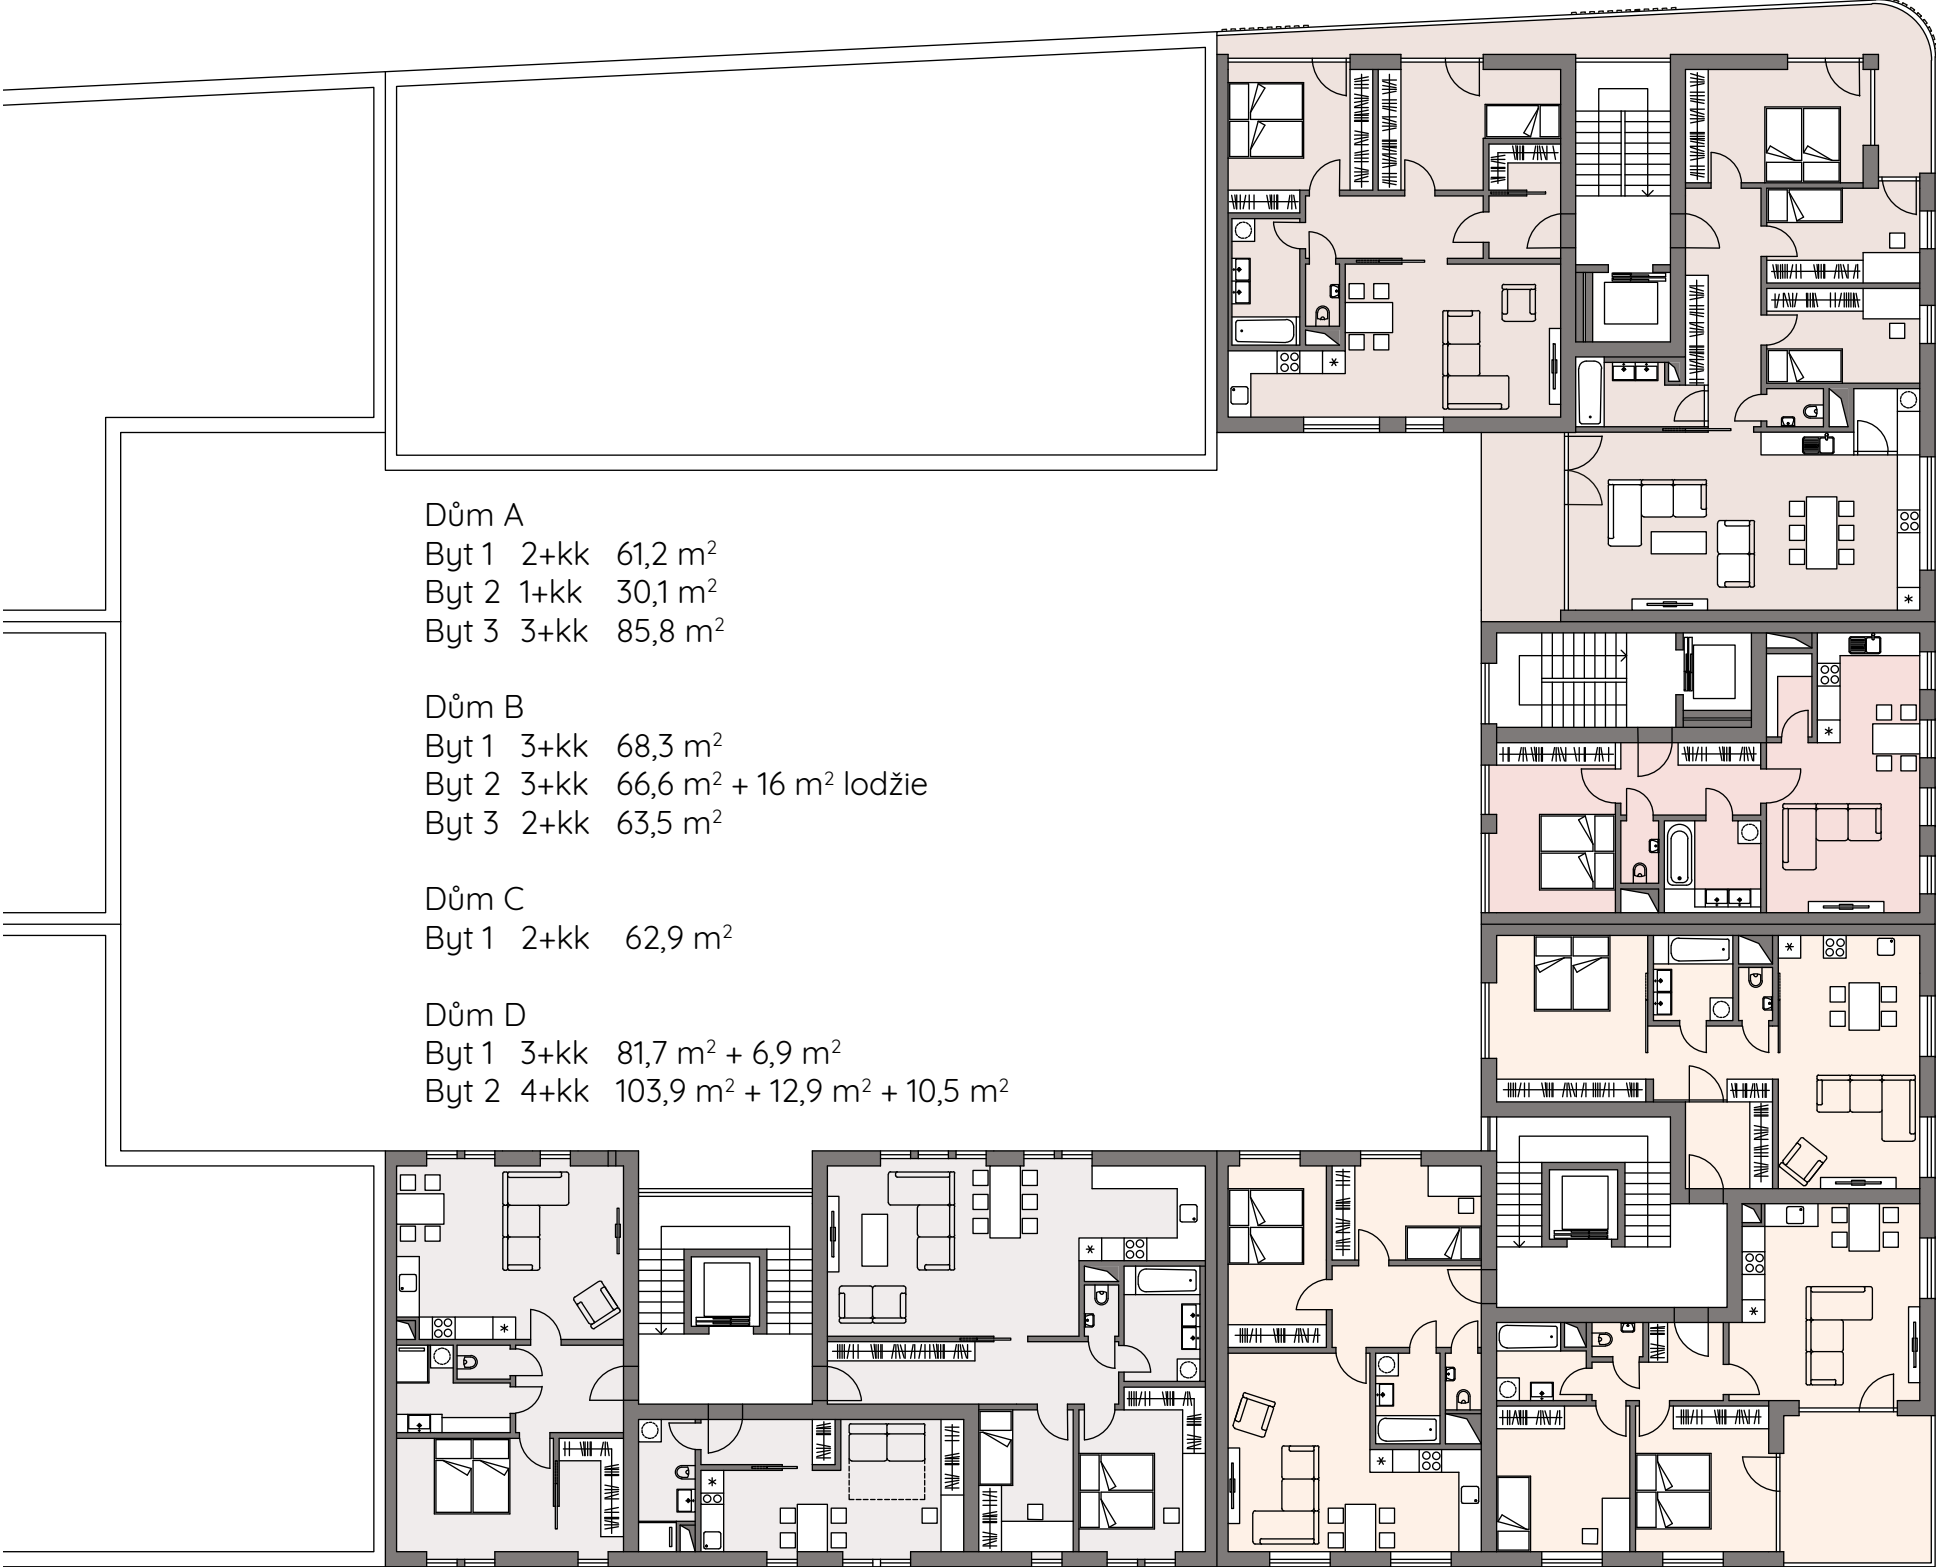 Dům A
Byt 1 2+kk 61,2 m²
Byt 2 1+kk 30,1 m²
Byt 3 3+kk 85,8 m²
Dům B
Byt 1 3+kk 68,3 m²
Byt 2 3+kk 66,6 m² + 16 m² lodžie
Byt 3 2+kk 63,5 m²
Dům C
Byt 1 2+kk 62,9 m²
Dům D
Byt 1 3+kk 81,7 m² + 6,9 m²
Byt 2 4+kk 103,9 m² + 12,9 m² + 10,5 m²